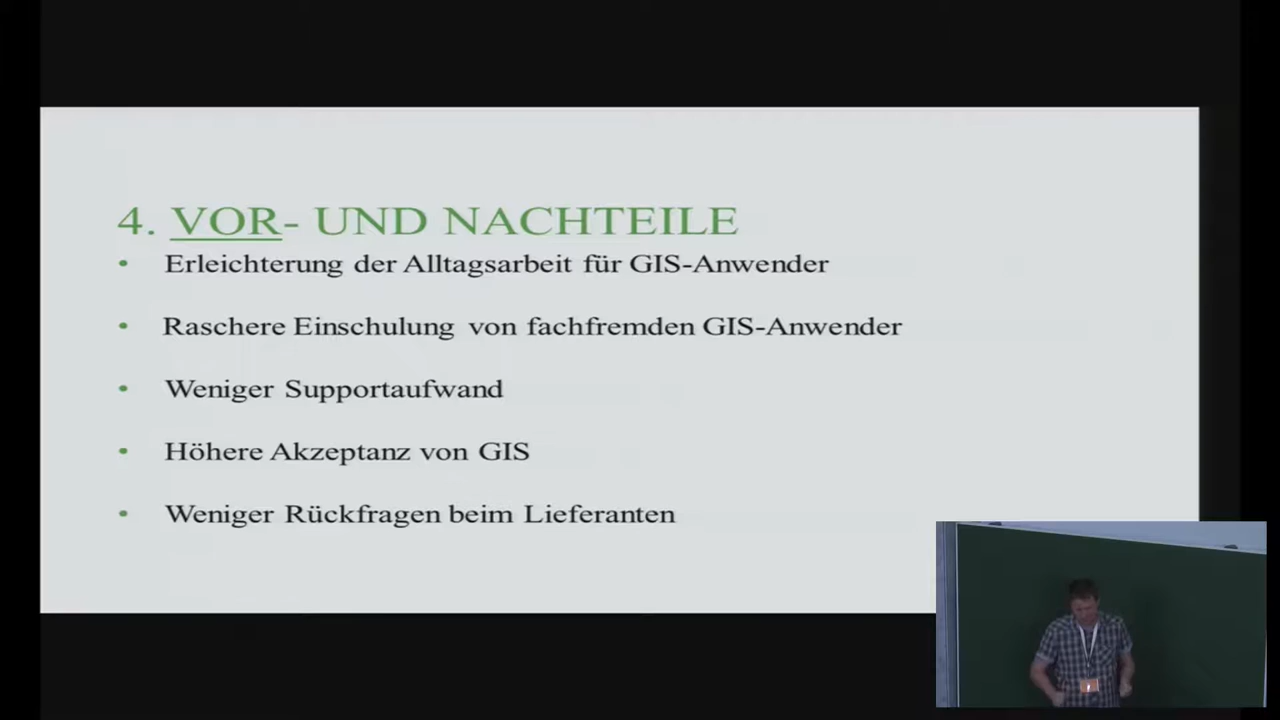 4. VOR- UND NACHTEILE
• Erleichterung der Alltagsarbeit für GIS-Anwender
• Raschere Einschulung von fachfremden GIS-Anwender
• Weniger Supportaufwand
• Höhere Akzeptanz von GIS
• Weniger Rückfragen beim Lieferanten